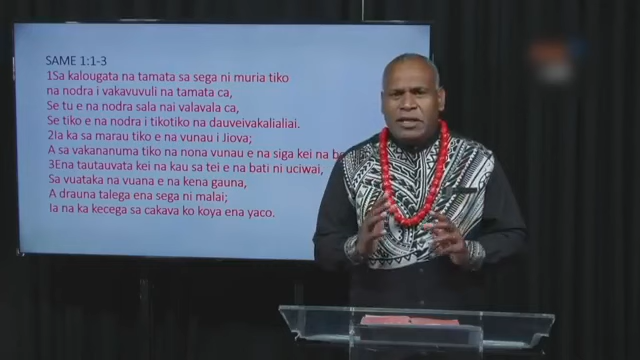 SAME 1:1-3
1Sa kalougata na tamata sa sega ni muria tiko
na nodra i vakavuvuli na tamata ca,
Se tu e na nodra sala nai valavala ca,
Se tiko e na nodra i tikotiko na dauveivakalialiai.
2Ia ka sa marau tiko e na vunau i Jiova;
A sa vakananuma tiko na nona vunau e na siga kei na
3Ena tautauvata kei na kau sa tei e na bati ni uciwai,
Sa vuataka na vuana e na kena gauna,
A drauna talega ena sega ni malai;
Ia na ka kecega sa cakava ko koya ena yaco.